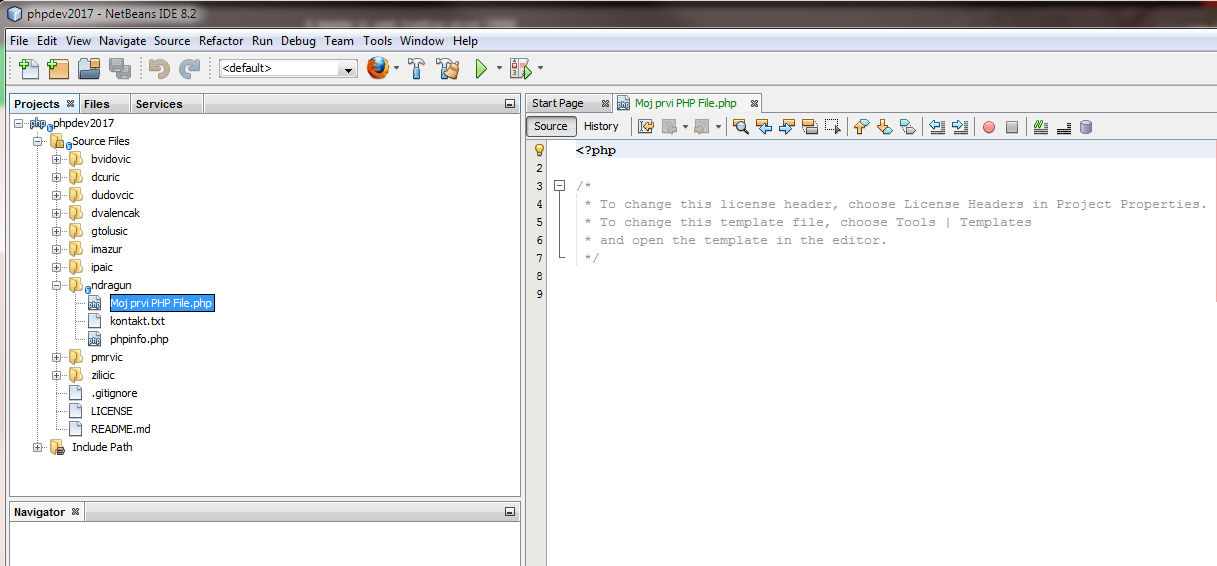 phpdev2017 - NetBeans IDE 8.2
File Edit View Navigate Source Refactor Run Debug Team Tools Window Help
<default>
Projects Files Services
phpdev2017
Source Files
bvidovic
dcuric
dudovcic
dvalencak
gtolusic
imazur
ipaic
ndragun
Moj prvi PHP File.php
kontakt.txt
phpinfo.php
pmrvic
zilicic
.gitignore
LICENSE
README.md
Include Path
Navigator
Start Page Moj prvi PHP File.php
Source History
<?php
2
3 /*
4 * To change this license header, choose License Headers in Project Properties.
5 * To change this template file, choose Tools | Templates
6 * and open the template in the editor.
7 */
8
9